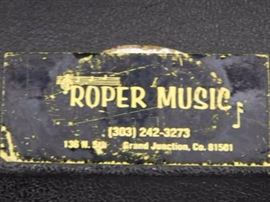 ROPER MUSIC
(303) 242-3273
136 N. 5th Grand Junction, Co. 81501